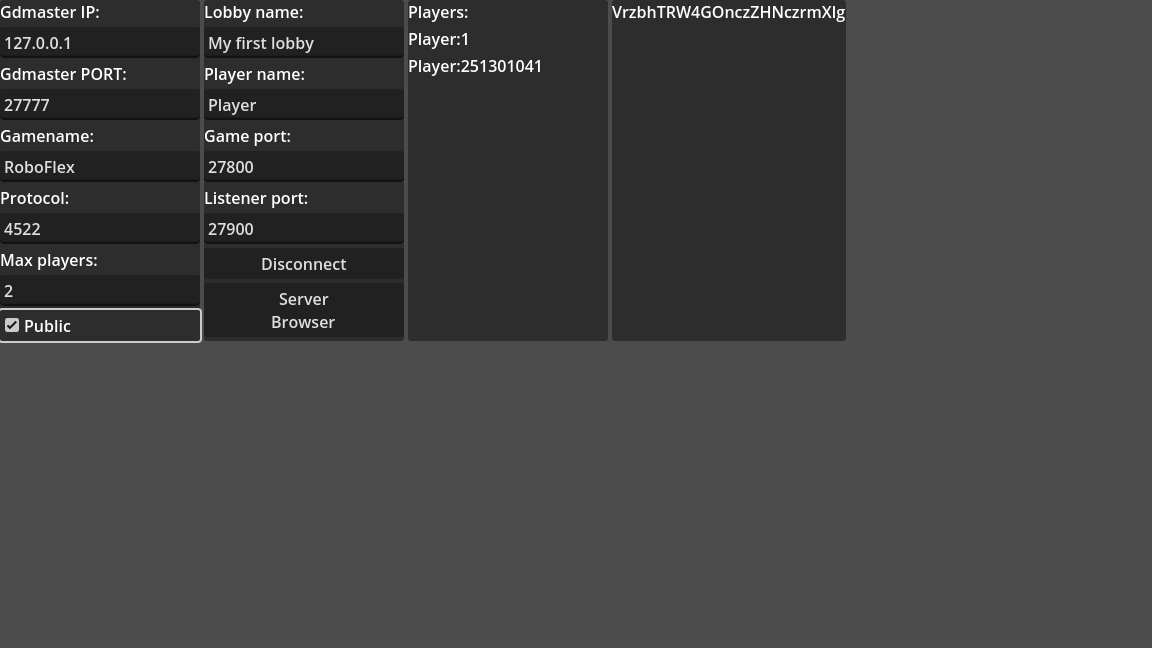 Gdmaster IP:
127.0.0.1
Gdmaster PORT:
27777
Gamename:
RoboFlex
Protocol:
4522
Max players:
2
Public
Lobby name:
My first lobby
Player name:
Player
Game port:
27800
Listener port:
27900
Disconnect
Server
Browser
Players:
Player:1
Player:251301041
VrzbhTRW4GOnczZHNczrmXIg